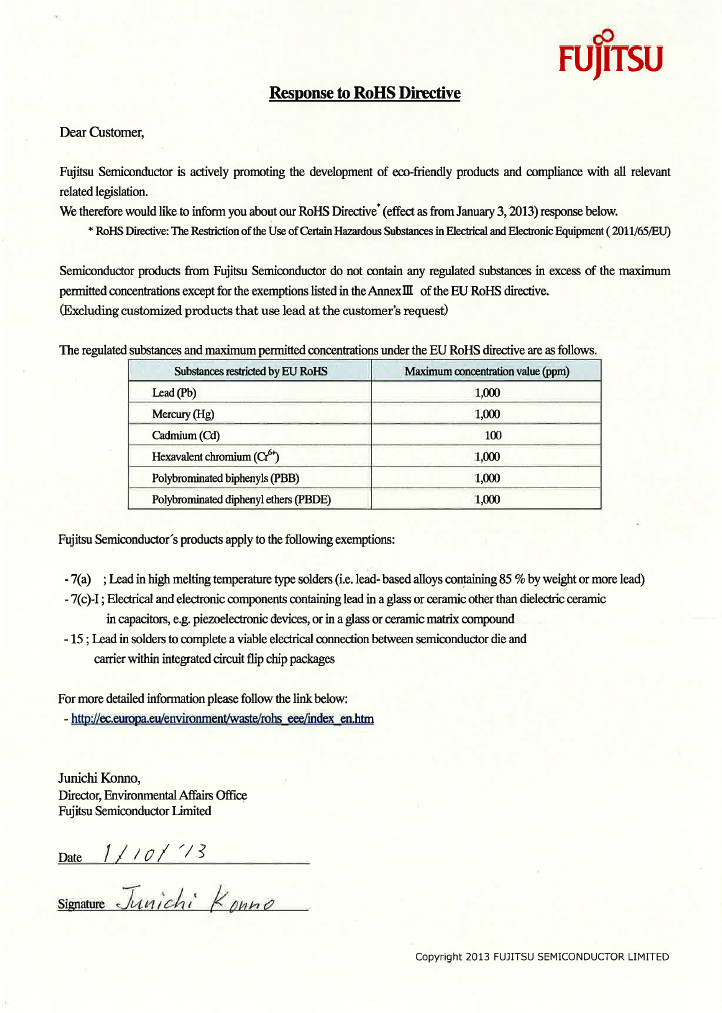 FUJITSU
Response to RoHS Directive
Dear Customer,
Fujitsu Semiconductor is actively promoting the development of eco-friendly products and compliance with all relevant
related legislation.
We therefore would like to inform you about our RoHS Directive* (effect as from January 3, 2013) response below.
* RoHS Directive: The Restriction of the Use of Certain Hazardous Substances in Electrical and Electronic Equipment ( 2011/65/EU)
Semiconductor products from Fujitsu Semiconductor do not contain any regulated substances in excess of the maximum
permitted concentrations except for the exemptions listed in the Annex Ⅲ of the EU RoHS directive.
(Excluding customized products that use lead at the customer's request)
The regulated substances and maximum permitted concentrations under the EU RoHS directive are as follows.
Substances restricted by EU RoHS Maximum concentration value (ppm)
Lead (Pb) 1,000
Mercury (Hg) 1,000
Cadmium (Cd) 100
Hexavalent chromium (Cr6+) 1,000
Polybrominated biphenyls (PBB) 1,000
Polybrominated diphenyl ethers (PBDE) 1,000
Fujitsu Semiconductor´s products apply to the following exemptions:
- 7(a) ; Lead in high melting temperature type solders (i.e. lead- based alloys containing 85 % by weight or more lead)
- 7(c)-I ; Electrical and electronic components containing lead in a glass or ceramic other than dielectric ceramic
in capacitors, e.g. piezoelectronic devices, or in a glass or ceramic matrix compound
- 15 ; Lead in solders to complete a viable electrical connection between semiconductor die and
carrier within integrated circuit flip chip packages
For more detailed information please follow the link below:
- http://ec.europa.eu/environment/waste/rohs_eee/index_en.htm
Junichi Konno,
Director, Environmental Affairs Office
Fujitsu Semiconductor Limited
Date 1/10/'13
Signature Junichi Konno
Copyright 2013 FUJITSU SEMICONDUCTOR LIMITED